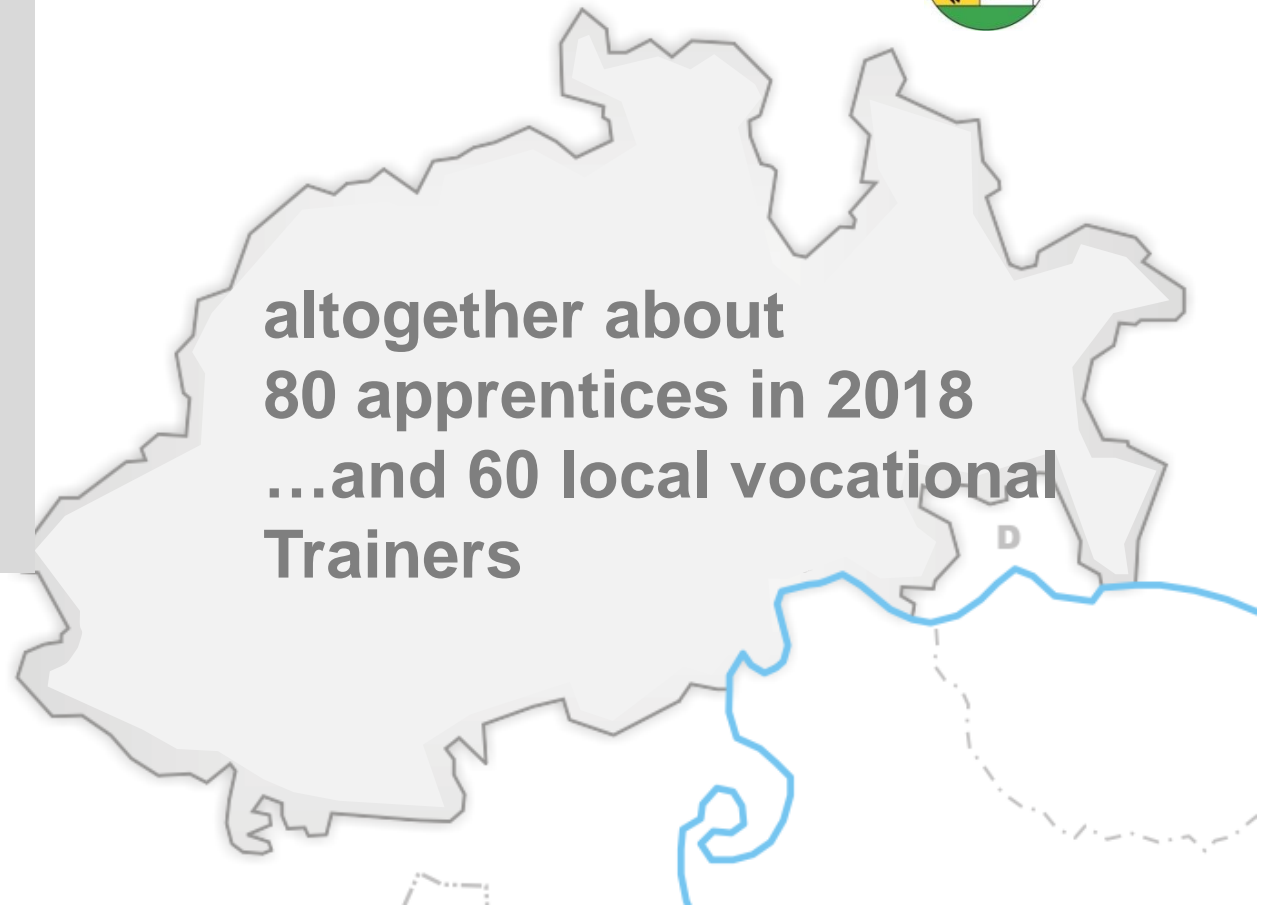 altogether about
80 apprentices in 2018
…and 60 local vocational
Trainers
D